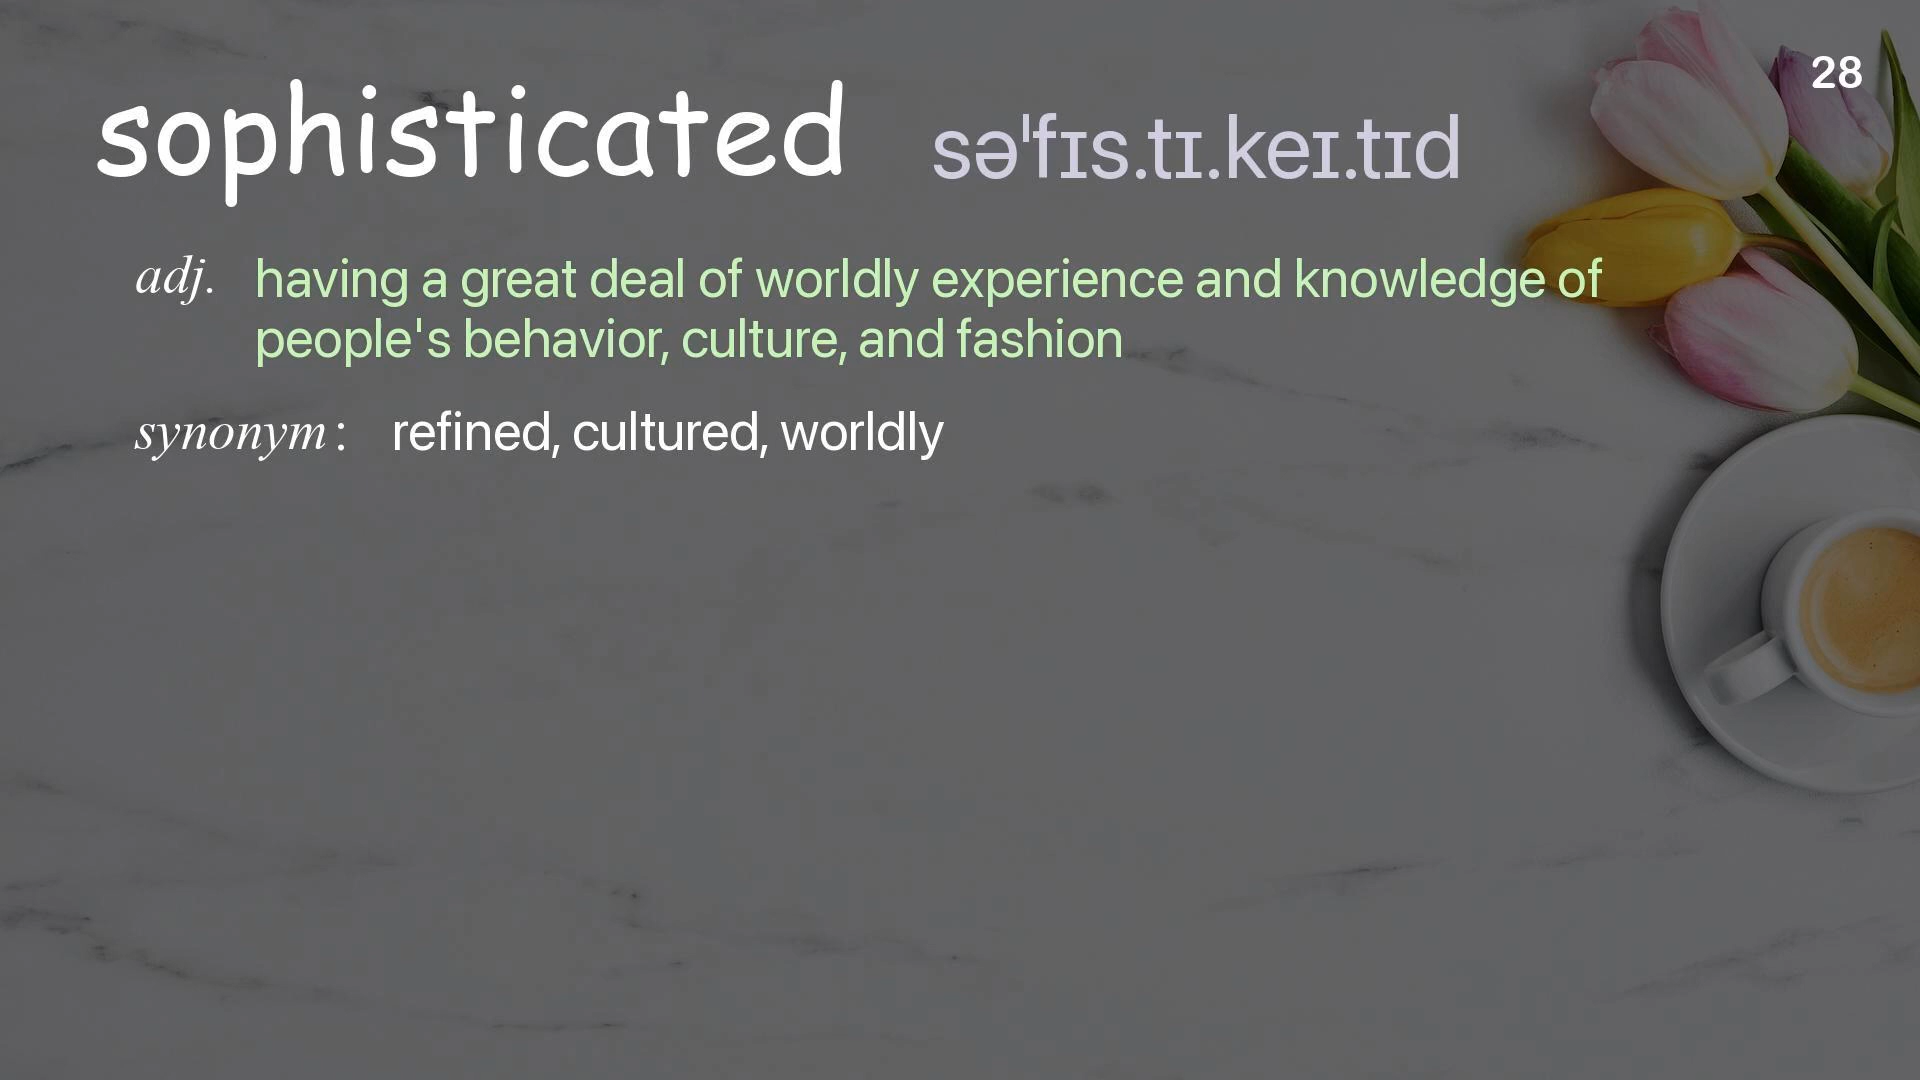 28
sophisticated səˈfɪs.tɪ.keɪ.tɪd
adj. having a great deal of worldly experience and knowledge of
people's behavior, culture, and fashion
synonym : refined, cultured, worldly